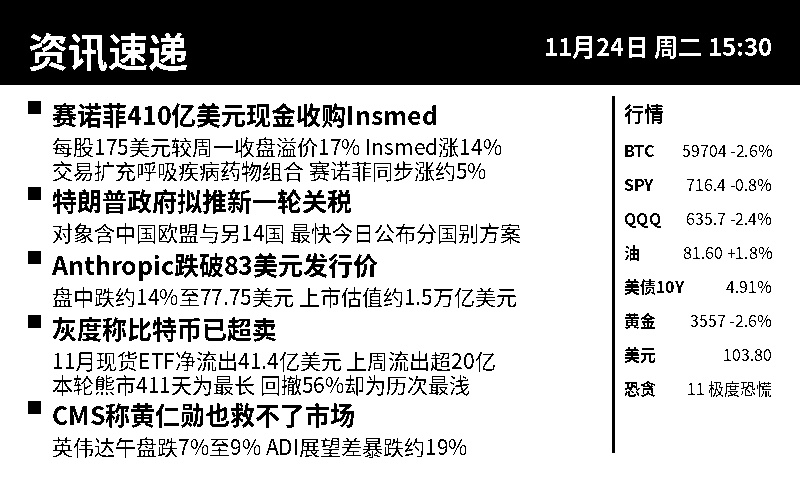 资讯速递
11月24日 周二 15:30
赛诺菲410亿美元现金收购Insmed
每股175美元较周一收盘溢价17% Insmed涨14%
交易扩充呼吸疾病药物组合 赛诺菲同步涨约5%
特朗普政府拟推新一轮关税
对象含中国欧盟与另14国 最快今日公布分国别方案
Anthropic跌破83美元发行价
盘中跌约14%至77.75美元 上市估值约1.5万亿美元
灰度称比特币已超卖
11月现货ETF净流出41.4亿美元 上周流出超20亿
本轮熊市411天为最长 回撤56%却为历次最浅
CMS称黄仁勋也救不了市场
英伟达午盘跌7%至9% ADI展望差暴跌约19%
行情
BTC 59704 -2.6%
SPY 716.4 -0.8%
QQQ 635.7 -2.4%
油 81.60 +1.8%
美债10Y 4.91%
黄金 3557 -2.6%
美元 103.80
恐贪 11 极度恐慌